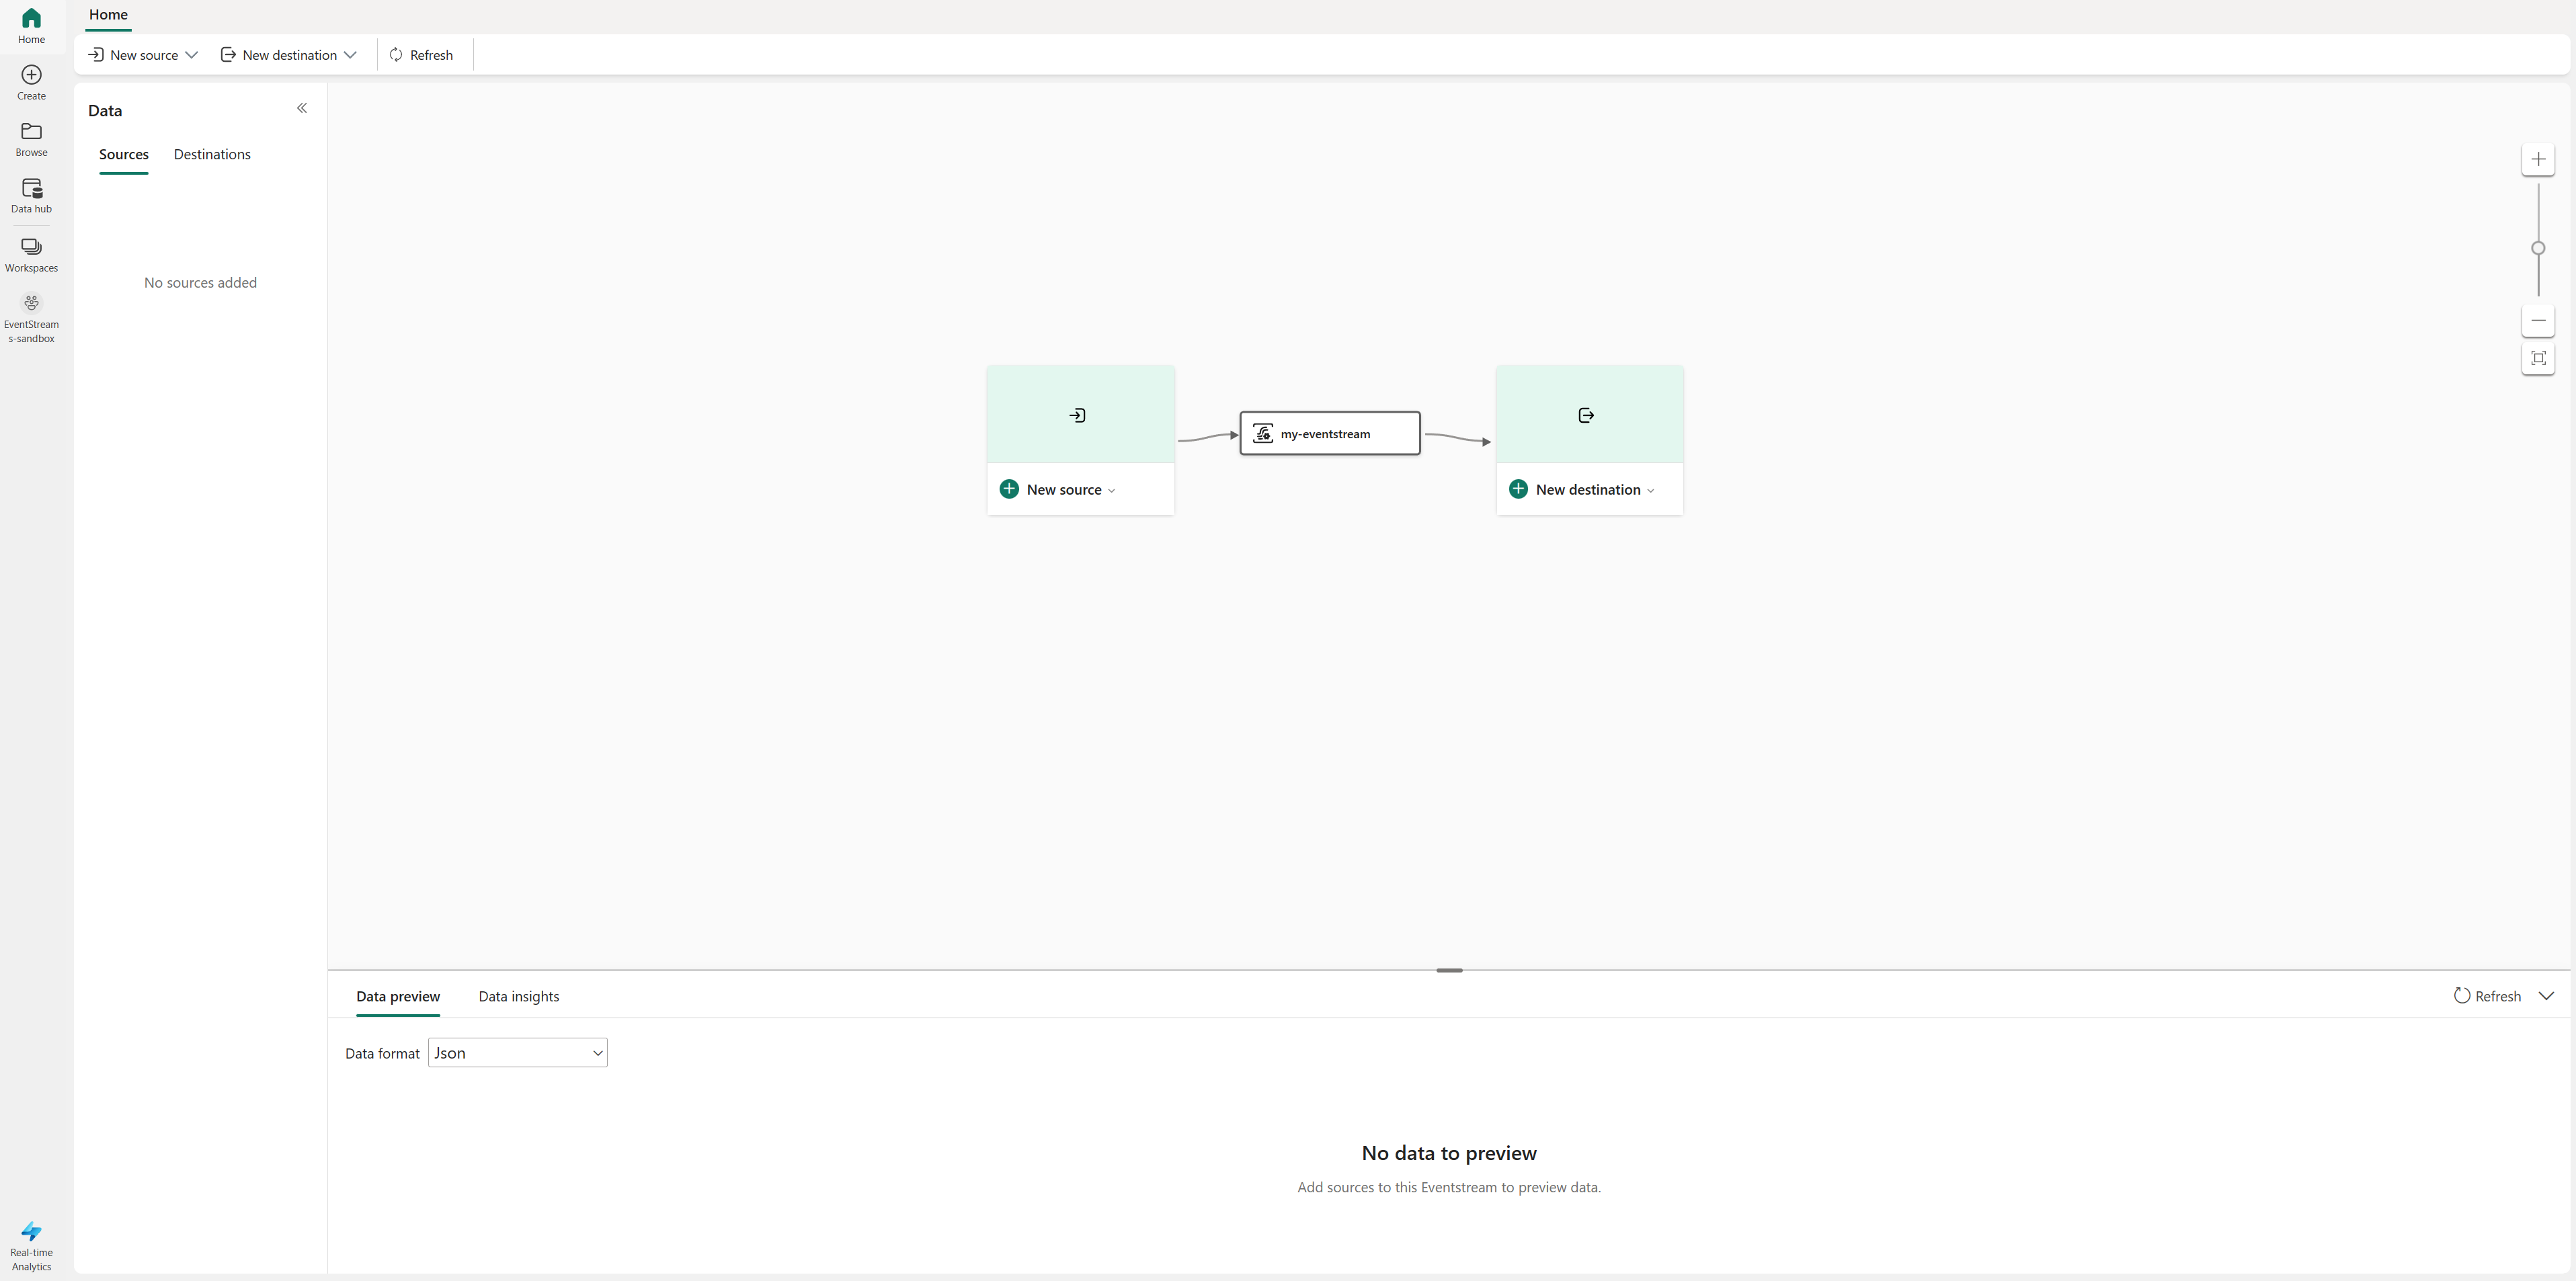 Home
Create
Browse
Data hub
Workspaces
EventStream
s-sandbox
Real-time
Analytics
Home
New source
New destination
Refresh
Data
Sources
Destinations
No sources added
my-eventstream
New source
New destination
Data preview
Data insights
Refresh
Data format
Json
No data to preview
Add sources to this Eventstream to preview data.